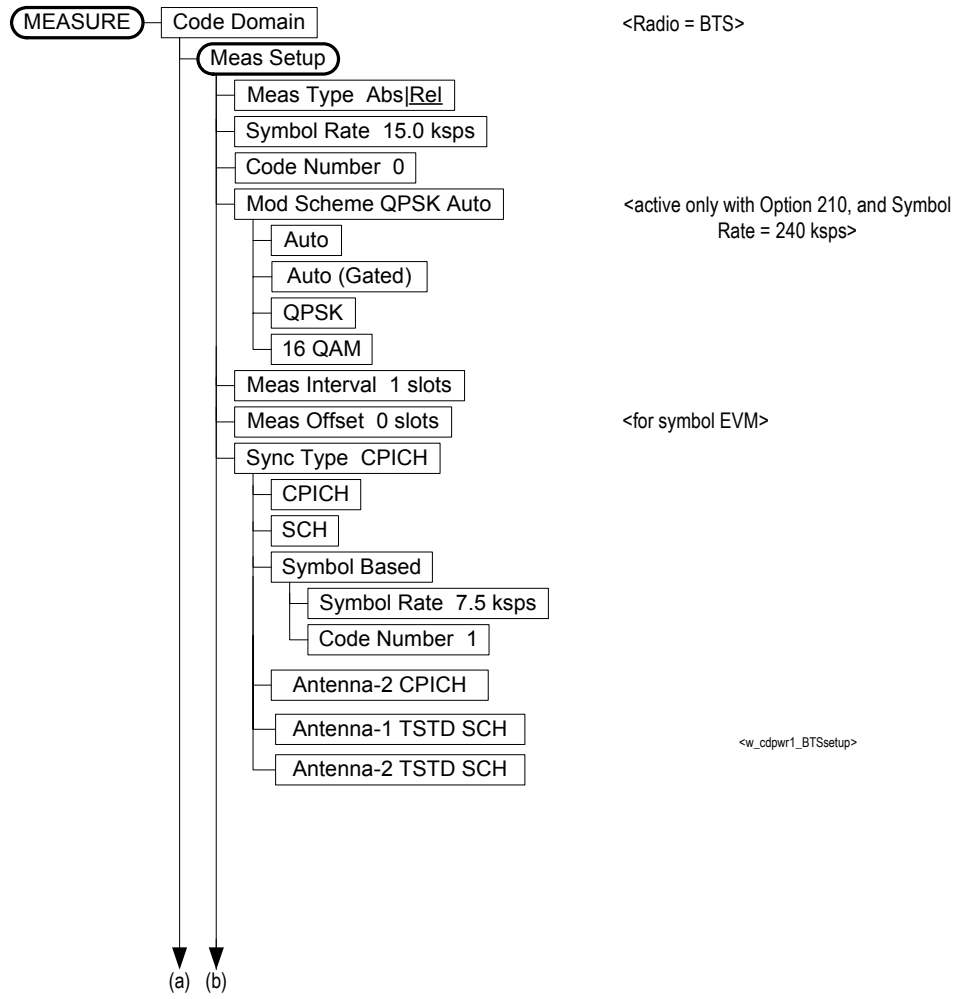 MEASURE Code Domain <Radio = BTS>
Meas Setup
Meas Type Abs|Rel
Symbol Rate 15.0 ksps
Code Number 0
Mod Scheme QPSK Auto <active only with Option 210, and Symbol
Rate = 240 ksps>
Auto
Auto (Gated)
QPSK
16 QAM
Meas Interval 1 slots
Meas Offset 0 slots <for symbol EVM>
Sync Type CPICH
CPICH
SCH
Symbol Based
Symbol Rate 7.5 ksps
Code Number 1
Antenna-2 CPICH
Antenna-1 TSTD SCH
<w_cdpwr1_BTSsetup>
Antenna-2 TSTD SCH
(a) (b)